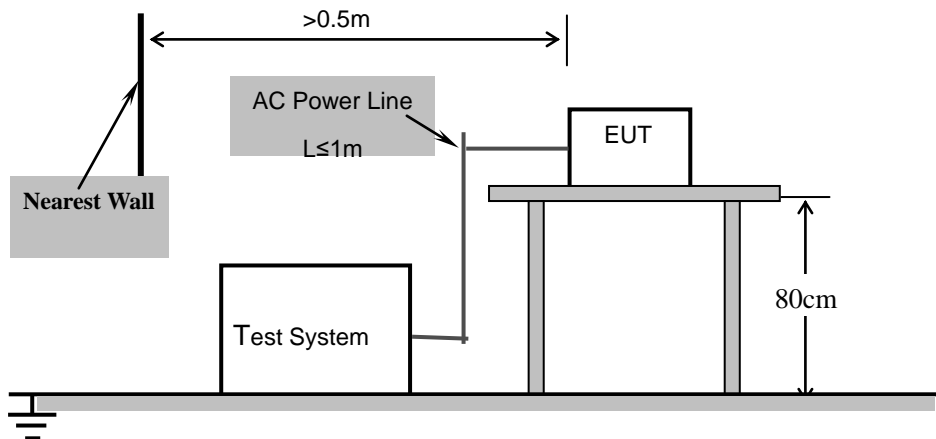 >0.5m
AC Power Line
L≤1m
EUT
Nearest Wall
80cm
Test System